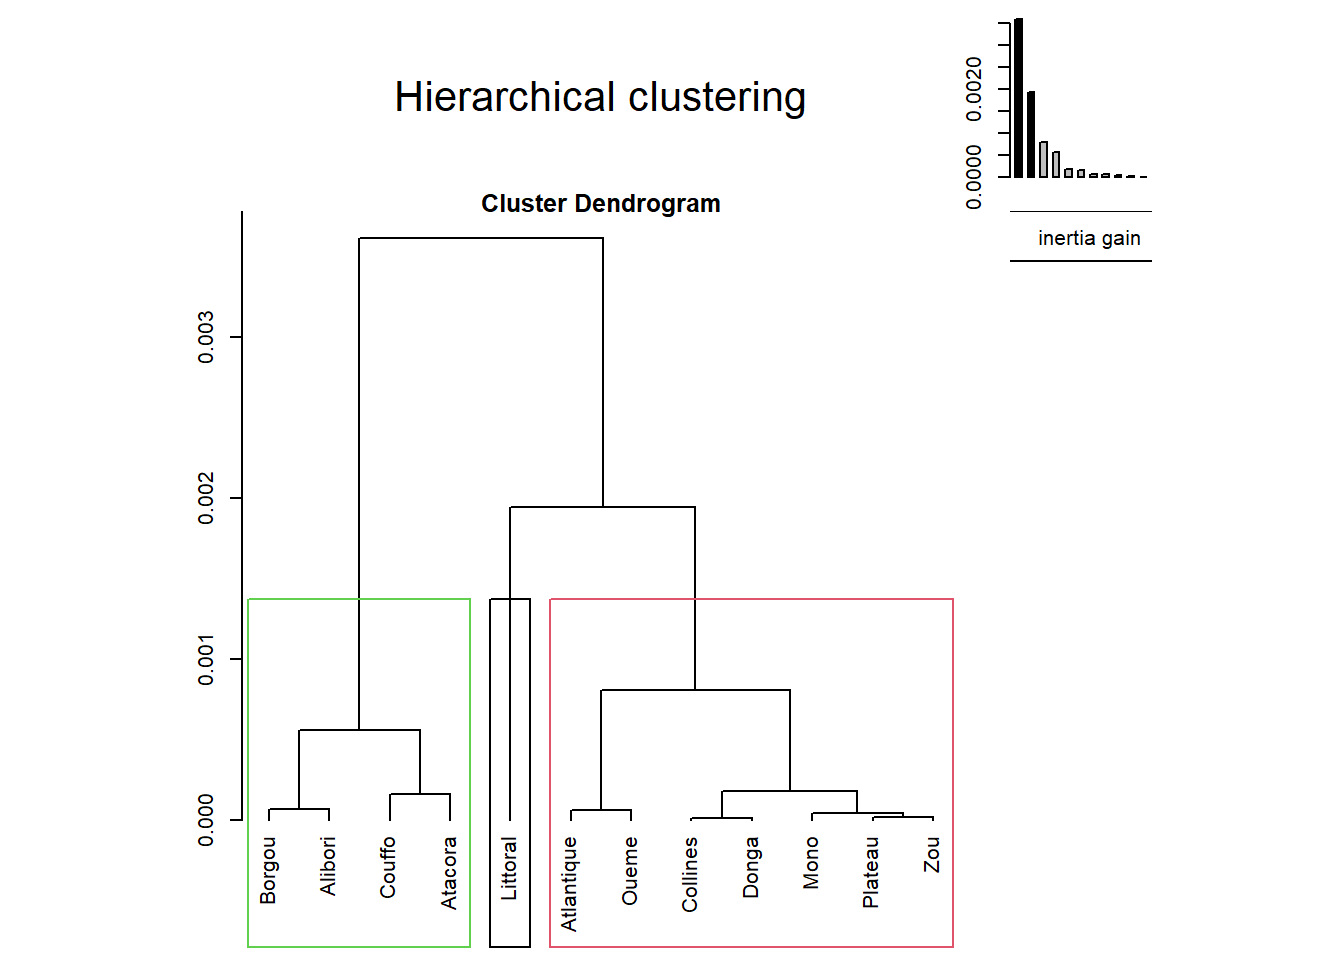 Hierarchical clustering
0.0020
0.0000
inertia gain
Cluster Dendrogram
0.003
0.002
0.001
0.000
Borgou
Alibori
Couffo
Atacora
Littoral
Atlantique
Oueme
Collines
Donga
Mono
Plateau
Zou